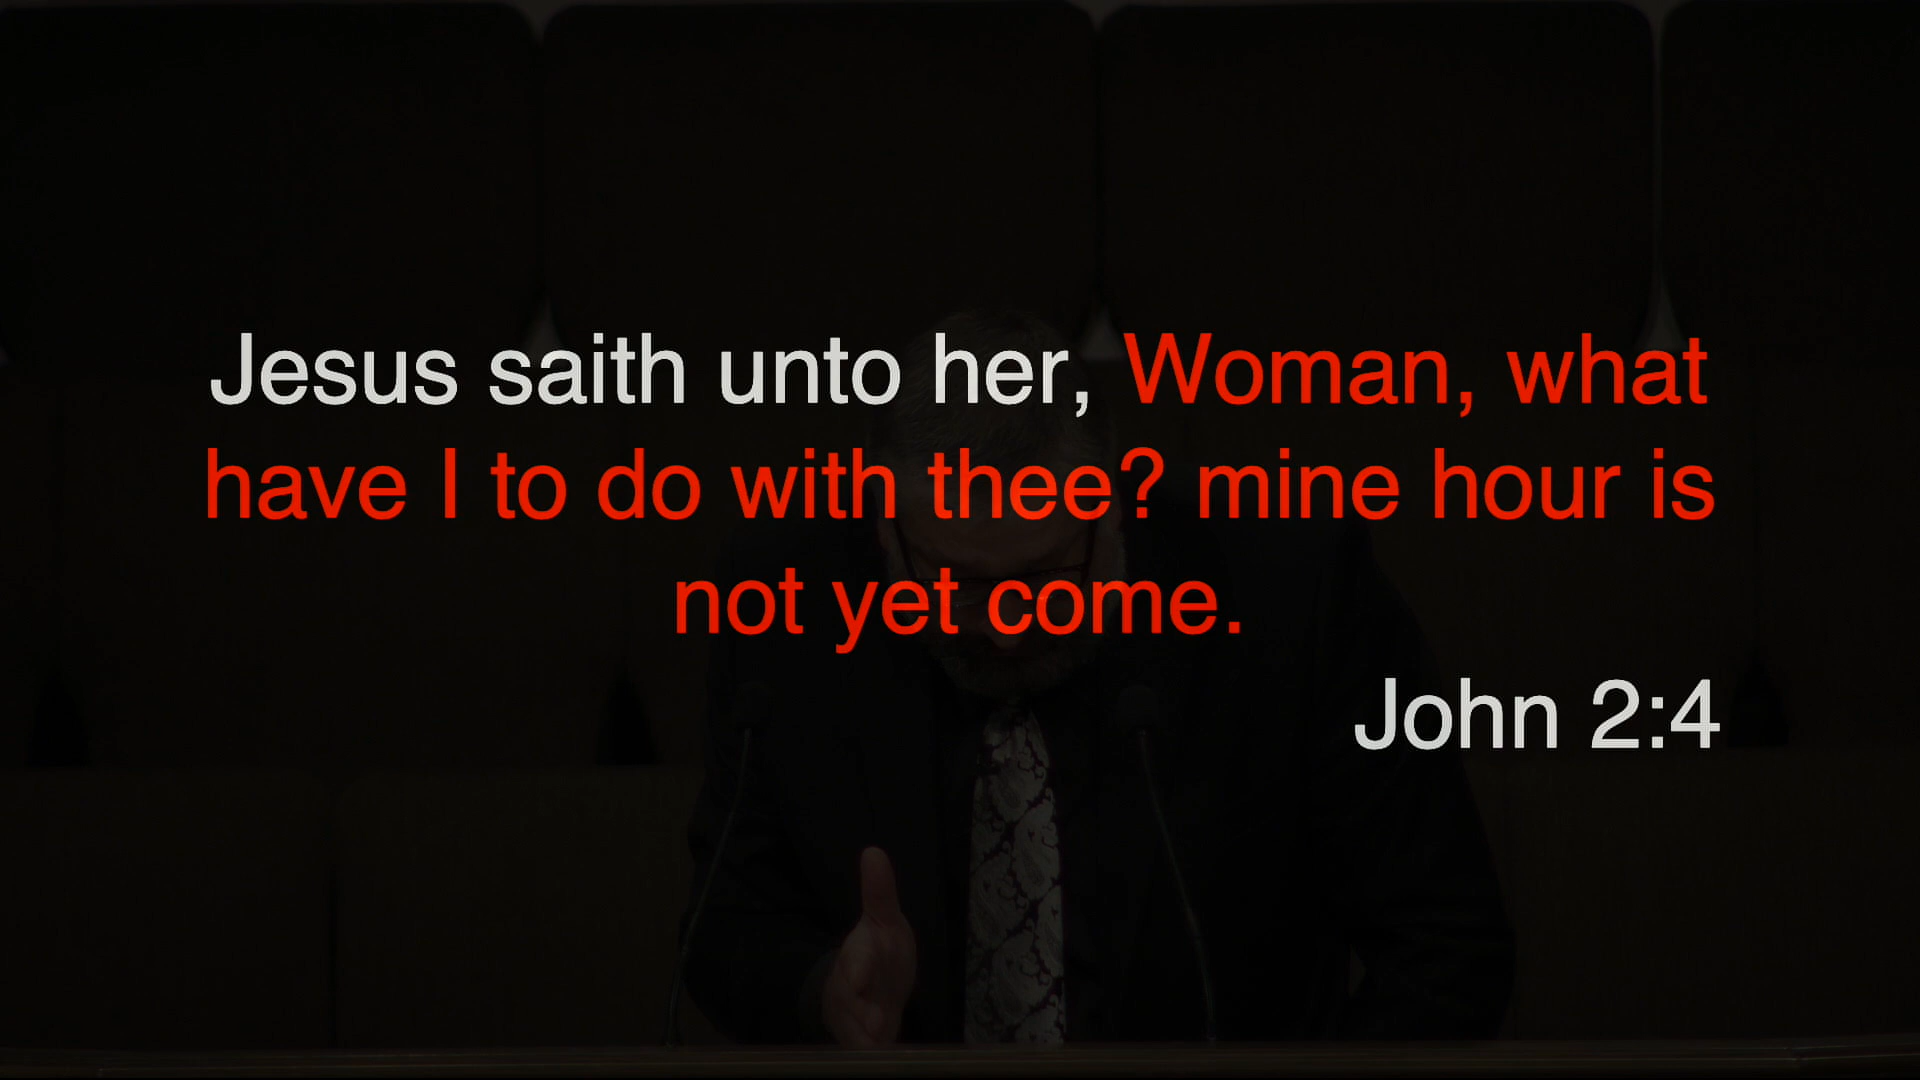 Jesus saith unto her, Woman, what
have I to do with thee? mine hour is
not yet come.
John 2:4